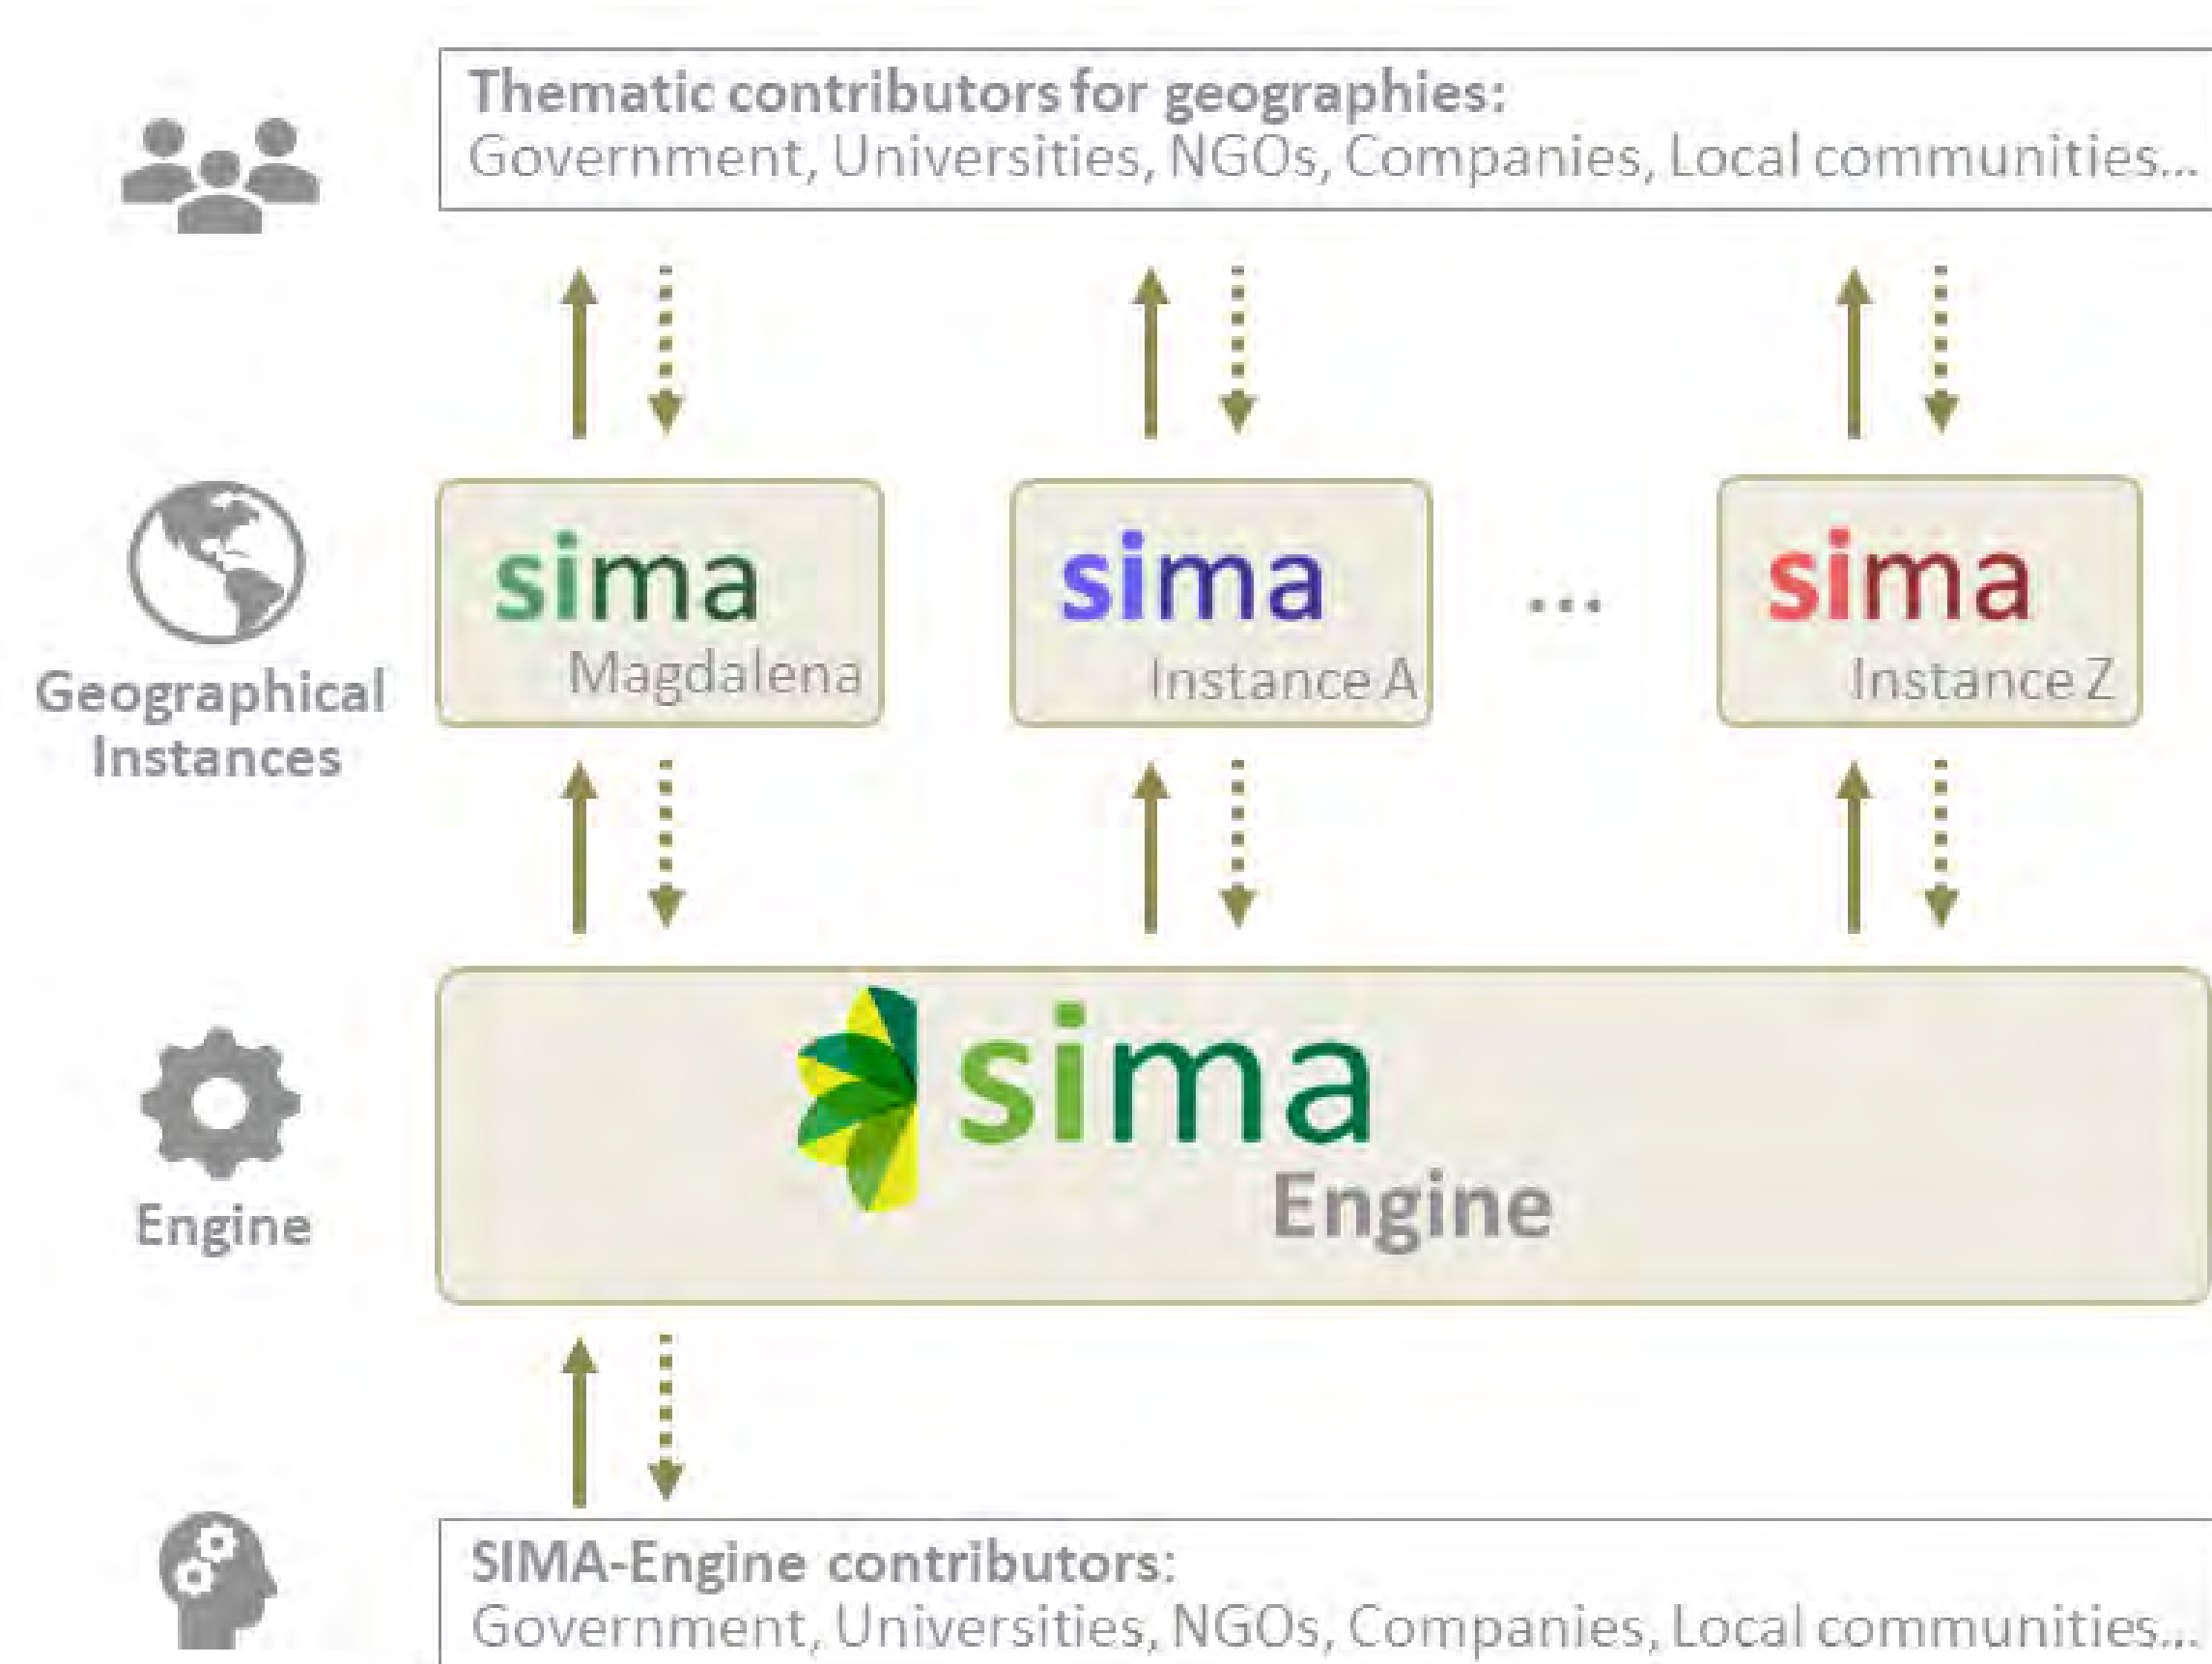 Thematic contributors for geographies:
Government, Universities, NGOs, Companies, Local communities...
Geographical
Instances
sima
Magdalena
sima
Instance A
...
sima
Instance Z
Engine
sima
Engine
SIMA-Engine contributors:
Government, Universities, NGOs, Companies, Local communities...